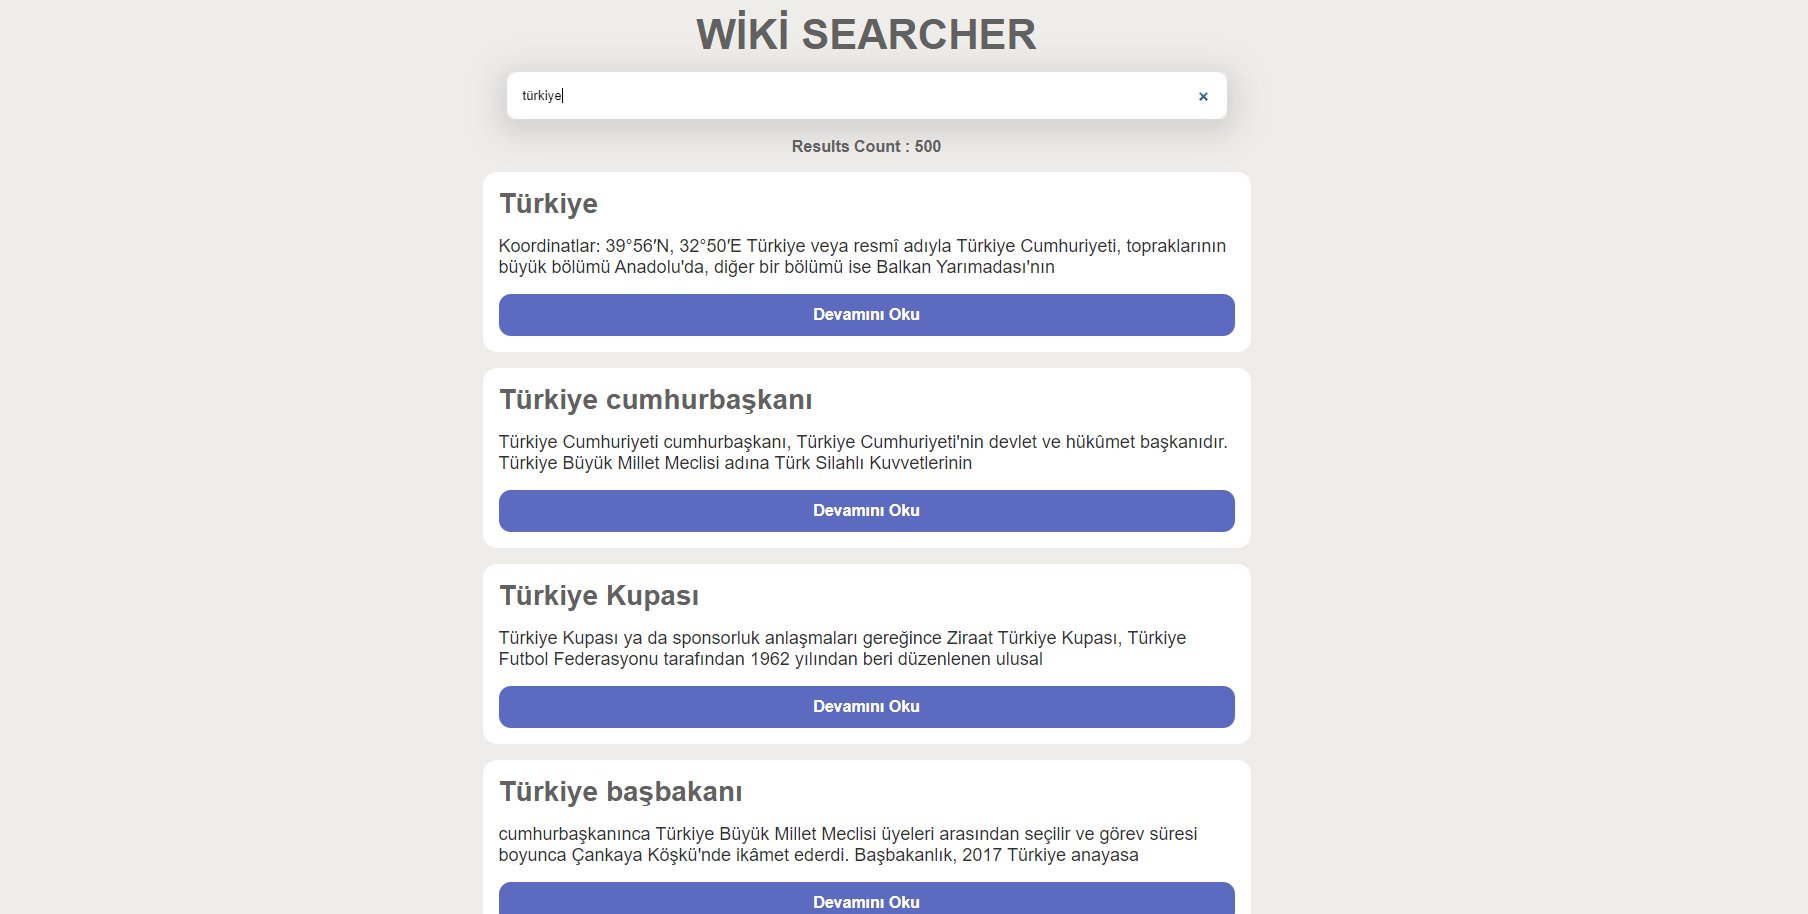 WİKİ SEARCHER
türkiye
×
Results Count : 500
Türkiye
Koordinatlar: 39°56′N, 32°50′E Türkiye veya resmî adıyla Türkiye Cumhuriyeti, topraklarının
büyük bölümü Anadolu'da, diğer bir bölümü ise Balkan Yarımadası'nın
Devamını Oku
Türkiye cumhurbaşkanı
Türkiye Cumhuriyeti cumhurbaşkanı, Türkiye Cumhuriyeti'nin devlet ve hükûmet başkanıdır.
Türkiye Büyük Millet Meclisi adına Türk Silahlı Kuvvetlerinin
Devamını Oku
Türkiye Kupası
Türkiye Kupası ya da sponsorluk anlaşmaları gereğince Ziraat Türkiye Kupası, Türkiye
Futbol Federasyonu tarafından 1962 yılından beri düzenlenen ulusal
Devamını Oku
Türkiye başbakanı
cumhurbaşkanınca Türkiye Büyük Millet Meclisi üyeleri arasından seçilir ve görev süresi
boyunca Çankaya Köşkü'nde ikâmet ederdi. Başbakanlık, 2017 Türkiye anayasa
Devamını Oku